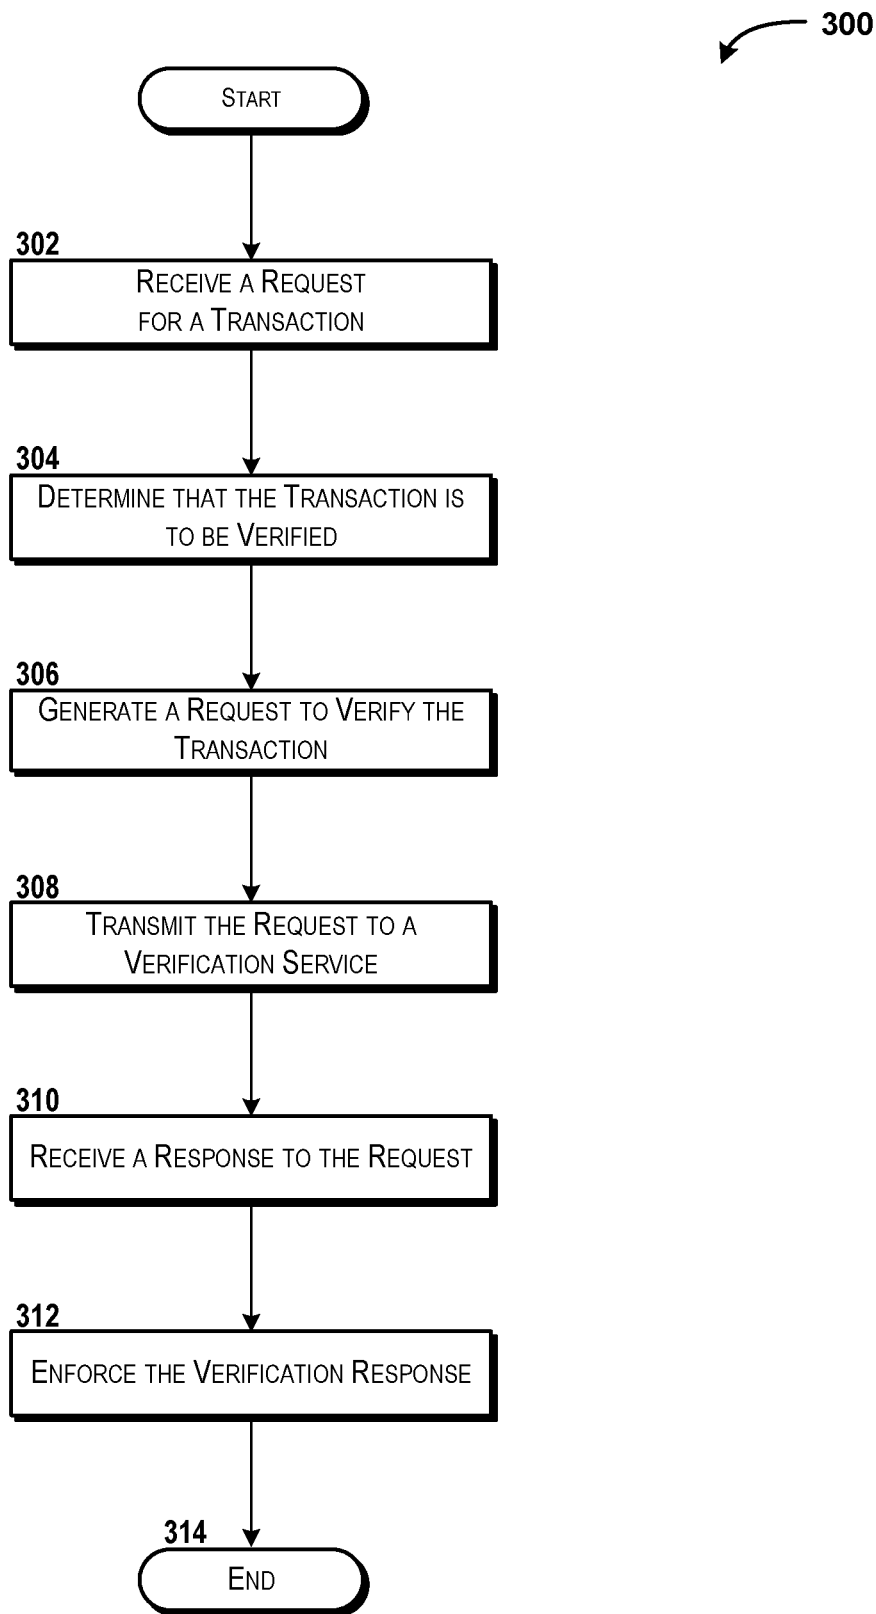 300
START
302
RECEIVE A REQUEST
FOR A TRANSACTION
304
DETERMINE THAT THE TRANSACTION IS
TO BE VERIFIED
306
GENERATE A REQUEST TO VERIFY THE
TRANSACTION
308
TRANSMIT THE REQUEST TO A
VERIFICATION SERVICE
310
RECEIVE A RESPONSE TO THE REQUEST
312
ENFORCE THE VERIFICATION RESPONSE
314
END